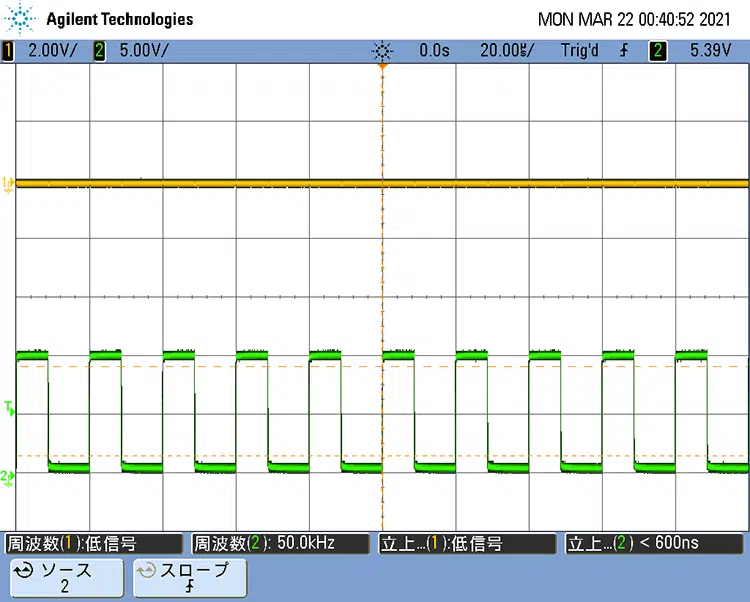 Agilent Technologies
MON MAR 22 00:40:52 2021
1 2.00V/ 2 5.00V/ 0.0s 20.00㎲/ Trig'd 2 5.39V
1
T
2
周波数(1):低信号 周波数(2): 50.0kHz 立上...(1):低信号 立上...(2) < 600ns
ソース スロープ
2